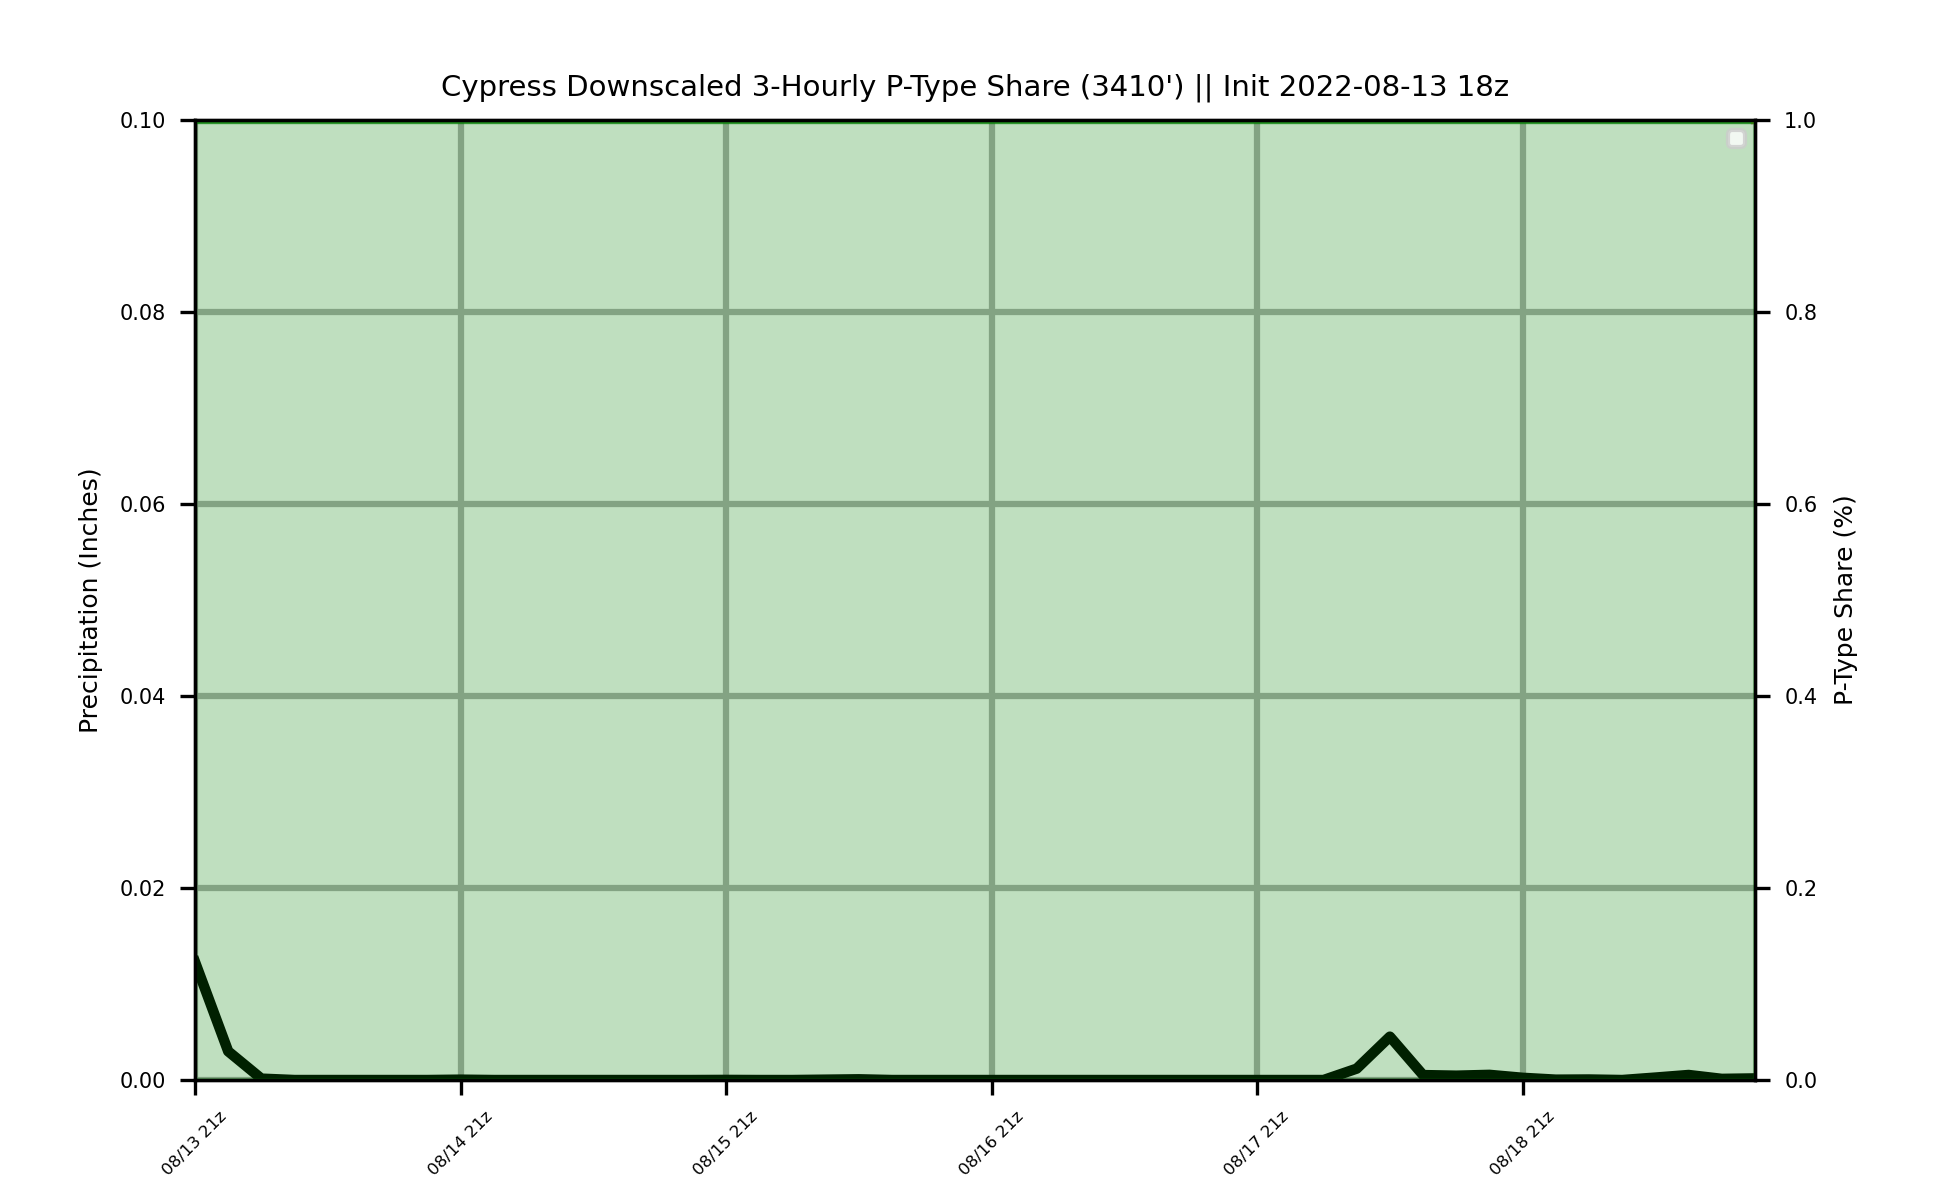 Cypress Downscaled 3-Hourly P-Type Share (3410') || Init 2022-08-13 18z
0.10
0.08
0.06
0.04
0.02
0.00
Precipitation (Inches)
1.0
0.8
0.6
0.4
0.2
0.0
P-Type Share (%)
08/13 21z
08/14 21z
08/15 21z
08/16 21z
08/17 21z
08/18 21z